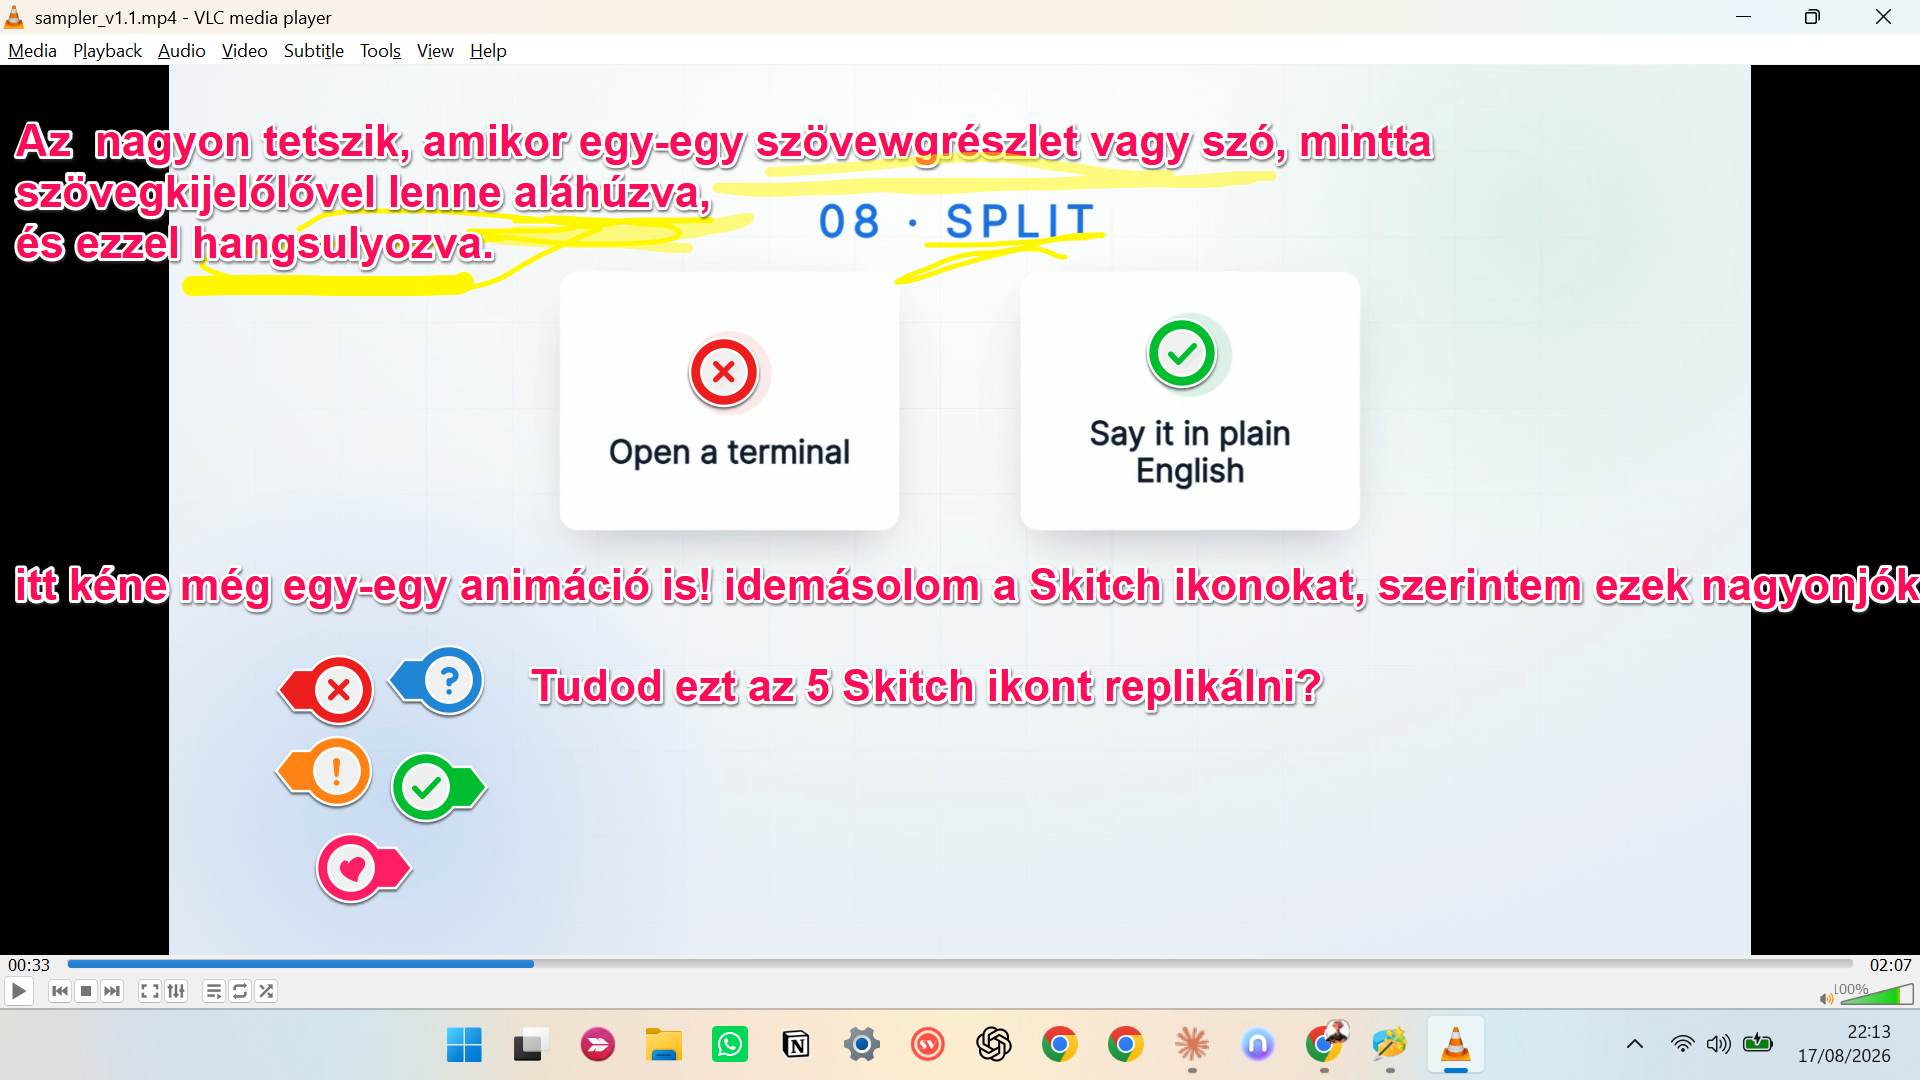 sampler_v1.1.mp4 - VLC media player
Media Playback Audio Video Subtitle Tools View Help
Az nagyon tetszik, amikor egy-egy szövewgrészlet vagy szó, mintta
szövegkijelőlővel lenne aláhúzva,
és ezzel hangsulyozva.
08 · SPLIT
Open a terminal
Say it in plain
English
itt kéne még egy-egy animáció is! idemásolom a Skitch ikonokat, szerintem ezek nagyonjók
?
!
Tudod ezt az 5 Skitch ikont replikálni?
00:33
02:07
100%
22:13
17/08/2026